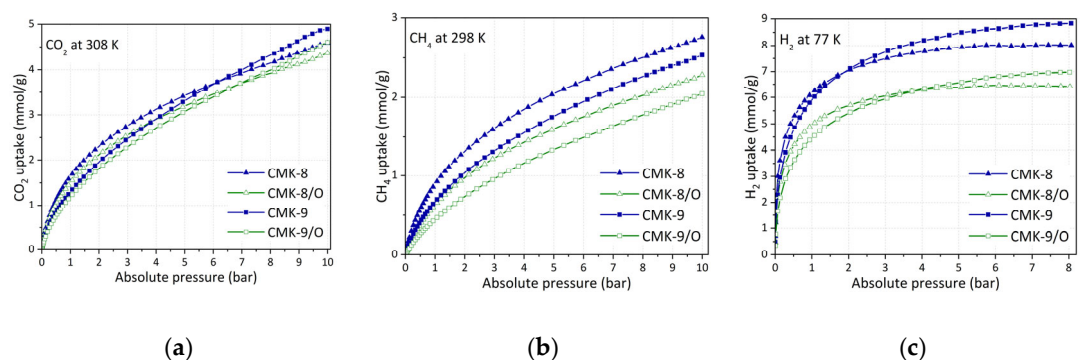 CO2 at 308 K
CO2 uptake (mmol/g)
5
4
3
2
1
0
CMK-8
CMK-8/O
CMK-9
CMK-9/O
0 1 2 3 4 5 6 7 8 9 10
Absolute pressure (bar)
(a)
CH4 at 298 K
CH4 uptake (mmol/g)
3
2
1
0
CMK-8
CMK-8/O
CMK-9
CMK-9/O
0 1 2 3 4 5 6 7 8 9 10
Absolute pressure (bar)
(b)
H2 at 77 K
H2 uptake (mmol/g)
9
8
7
6
5
4
3
2
1
0
CMK-8
CMK-8/O
CMK-9
CMK-9/O
0 1 2 3 4 5 6 7 8
Absolute pressure (bar)
(c)